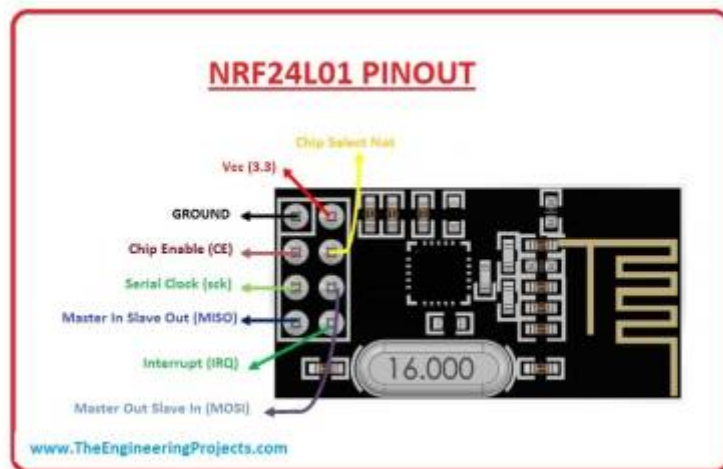 NRF24L01 PINOUT
Chip Select Not
Vcc (3.3)
GROUND
Chip Enable (CE)
Serial Clock (sck)
Master In Slave Out (MISO)
Interrupt (IRQ)
16.000
Master Out Slave In (MOSI)
www.TheEngineeringProjects.com